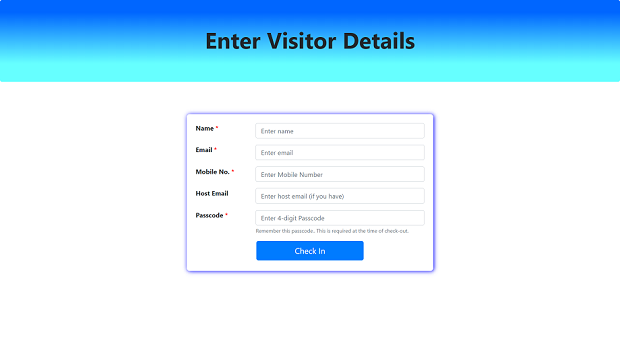 Enter Visitor Details
Name * Enter name
Email * Enter email
Mobile No. * Enter Mobile Number
Host Email Enter host email (if you have)
Passcode * Enter 4-digit Passcode
Remember this passcode.. This is required at the time of check-out.
Check In